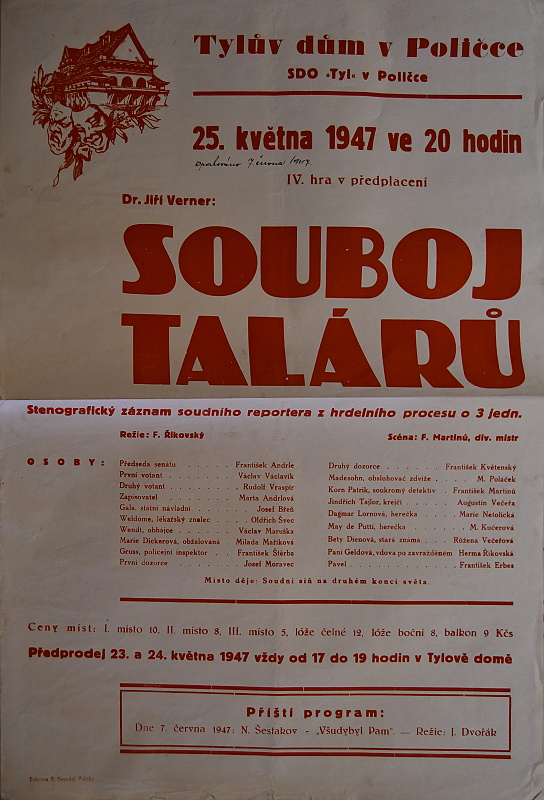 Tylův dům v Poličce
SDO »Tyl« v Poličce
25. května 1947 ve 20 hodin
opakováno 7 června 1947.
IV. hra v předplacení
Dr. Jiří Verner:
SOUBOJ
TALÁRŮ
Stenografický záznam soudního reportera z hrdelního procesu o 3 jedn.
Režie: F. Říkovský
Scéna: F. Martinů, div. mistr
OSOBY:
Předseda senátu . . . . . František Andrle
První votant . . . . . . Václav Václavík
Druhý votant . . . . . Rudolf Vraspír
Zapisovatel . . . . . . Marta Andrlová
Gala, státní návladní . . . . Josef Břeň
Weidome, lékařský znalec . . Oldřich Švec
Wendt, obhájce . . . . . Václav Maruška
Marie Dickerová, obžalovaná Milada Maříková
Gruss, policejní inspektor . František Štěrba
První dozorce . . . . . Josef Moravec
Druhý dozorce . . . . . František Květenský
Madesohn, obsluhovač zdviže . . M. Poláček
Korn Patrik, soukromý detektiv . František Martinů
Jindřich Tajlor, krejčí . . . Augustin Večeřa
Dagmar Lornová, herečka . . Marie Netolická
May de Putti, herečka . . . M. Kučerová
Bety Dienová, stará známá . . Růžena Večeřová
Paní Geldová, vdova po zavražděném Herma Říkovská
Pavel . . . . . . . . František Erbes
Místo děje: Soudní síň na druhém konci světa.
Ceny míst: I. místo 10, II. místo 8, III. místo 5, lóže čelné 12, lóže boční 8, balkon 9 Kčs
Předprodej 23. a 24. května 1947 vždy od 17 do 19 hodin v Tylově domě
Příští program:
Dne 7. června 1947: N. Šestakov - „Všudybyl Pam". — Režie: J. Dvořák